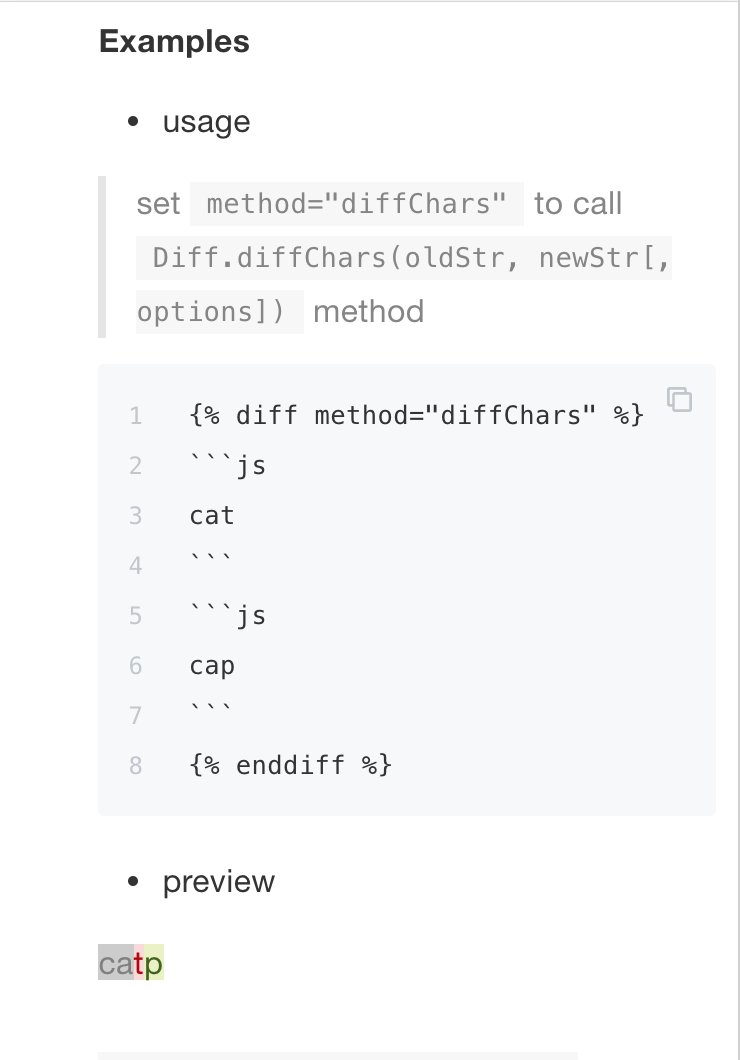 Examples
• usage
set method="diffChars" to call
Diff.diffChars(oldStr, newStr[,
options]) method
1 {% diff method="diffChars" %}
2 ```js
3 cat
4 ```
5 ```js
6 cap
7 ```
8 {% enddiff %}
• preview
catp